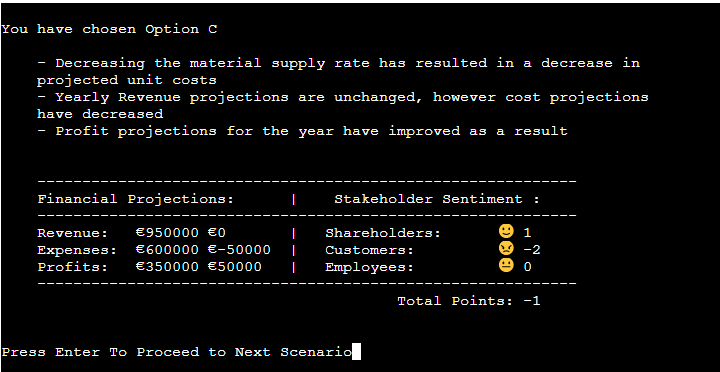 You have chosen Option C
- Decreasing the material supply rate has resulted in a decrease in
projected unit costs
- Yearly Revenue projections are unchanged, however cost projections
have decreased
- Profit projections for the year have improved as a result
------------------------------------------------------------
Financial Projections:      |    Stakeholder Sentiment :
------------------------------------------------------------
Revenue:   €950000 €0       |   Shareholders:      🙂 1
Expenses:  €600000 €-50000  |   Customers:         😠 -2
Profits:   €350000 €50000   |   Employees:         😐 0
------------------------------------------------------------
Total Points: -1
Press Enter To Proceed to Next Scenario